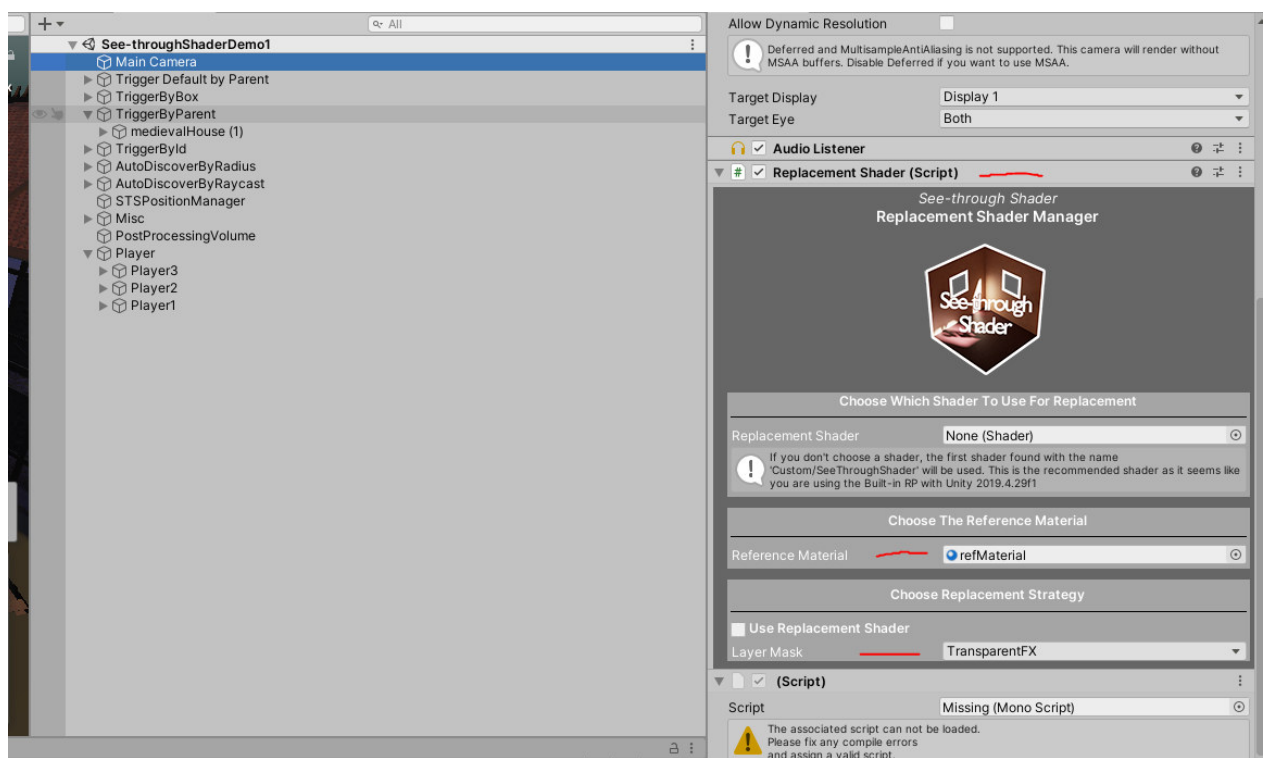 All
See-throughShaderDemo1
Main Camera
Trigger Default by Parent
TriggerByBox
TriggerByParent
medievalHouse (1)
TriggerById
AutoDiscoverByRadius
AutoDiscoverByRaycast
STSPositionManager
Misc
PostProcessingVolume
Player
Player3
Player2
Player1
Allow Dynamic Resolution
Deferred and MultisampleAntiAliasing is not supported. This camera will render without
MSAA buffers. Disable Deferred if you want to use MSAA.
Target Display Display 1
Target Eye Both
Audio Listener
# Replacement Shader (Script)
See-through Shader
Replacement Shader Manager
See-through
Shader
Choose Which Shader To Use For Replacement
Replacement Shader None (Shader)
If you don't choose a shader, the first shader found with the name
'Custom/SeeThroughShader' will be used. This is the recommended shader as it seems like
you are using the Built-in RP with Unity 2019.4.29f1
Choose The Reference Material
Reference Material refMaterial
Choose Replacement Strategy
Use Replacement Shader
Layer Mask TransparentFX
(Script)
Script Missing (Mono Script)
The associated script can not be loaded.
Please fix any compile errors
and assign a valid script.